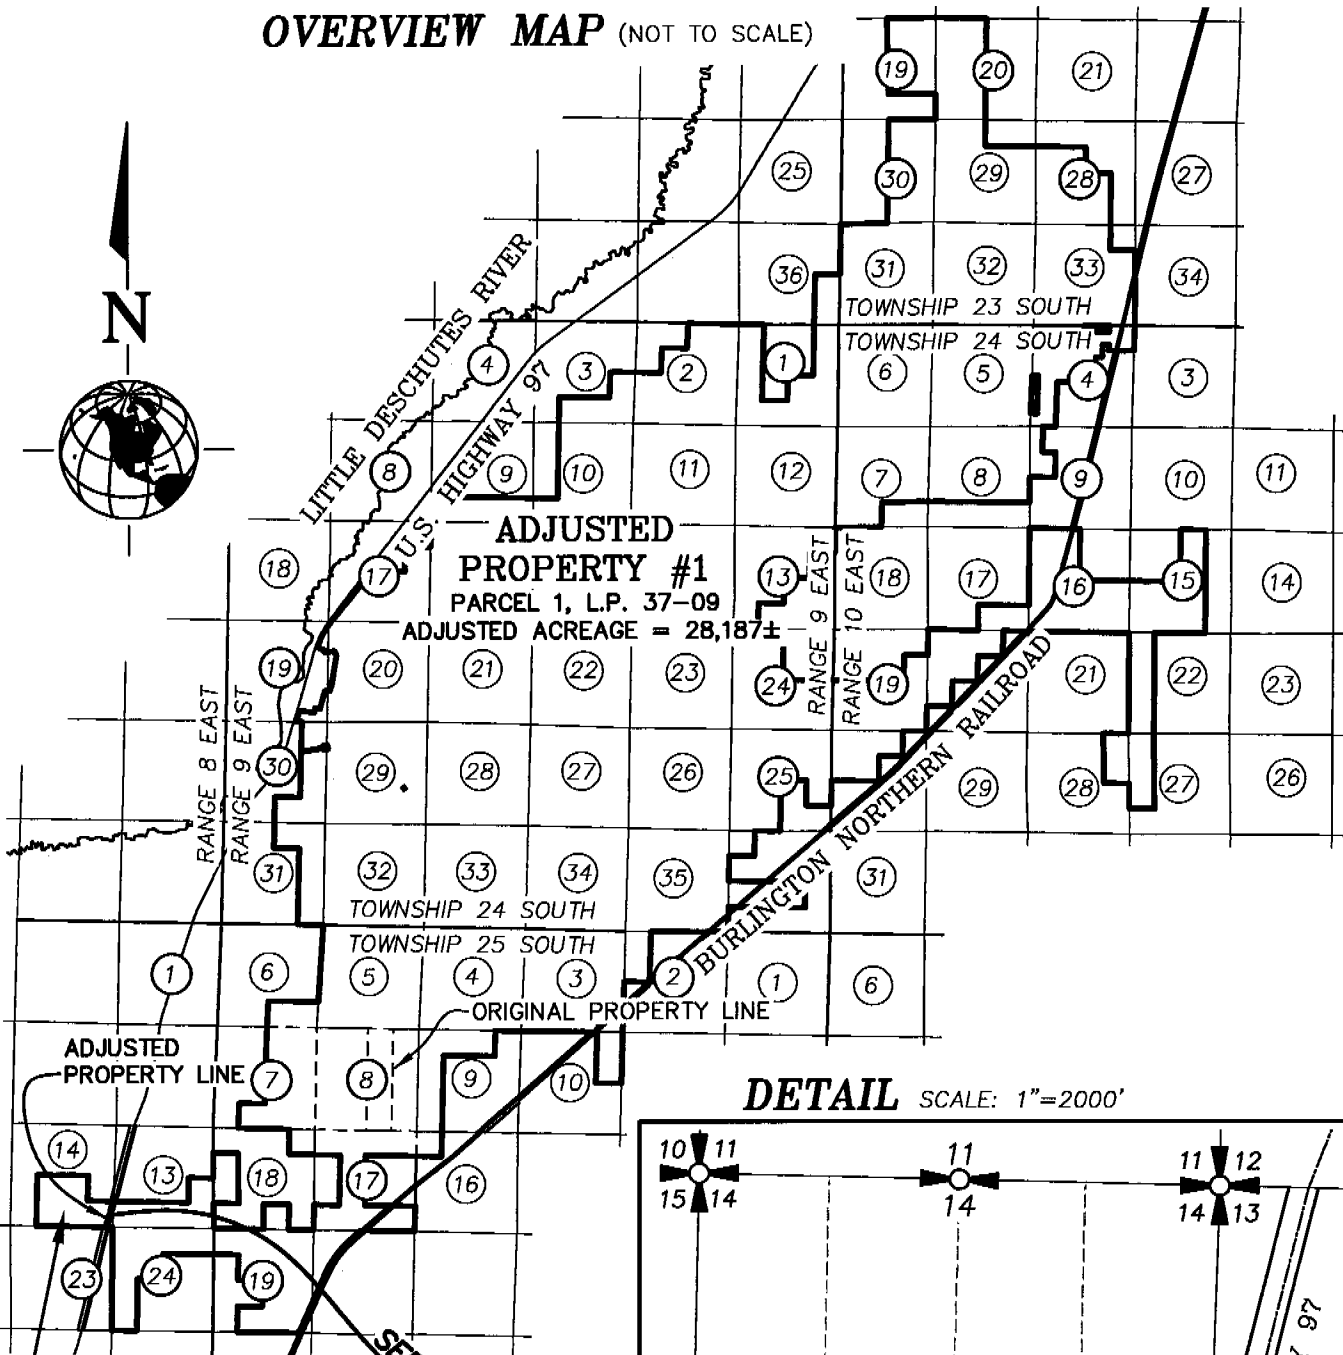 OVERVIEW MAP (NOT TO SCALE)
19 20 21
25 30 29 28 27
36 31 32 33 34
TOWNSHIP 23 SOUTH
TOWNSHIP 24 SOUTH
N
LITTLE DESCHUTES RIVER
U.S. HIGHWAY 97
4 3 2 1 6 5 4 3
8 9 10 11 12 7 8 9 10 11
ADJUSTED
PROPERTY #1
PARCEL 1, L.P. 37-09
ADJUSTED ACREAGE = 28,187±
18 17 13 18 17 16 15 14
RANGE 9 EAST
RANGE 10 EAST
19 20 21 22 23 24 19 21 22 23
RANGE 8 EAST
RANGE 9 EAST
30 29 28 27 26 25 29 28 27 26
BURLINGTON NORTHERN RAILROAD
31 32 33 34 35 31
TOWNSHIP 24 SOUTH
TOWNSHIP 25 SOUTH
1 6 5 4 3 2 1 6
ORIGINAL PROPERTY LINE
ADJUSTED
PROPERTY LINE
7 8 9 10
14 13 18 17 16
23 24 19
DETAIL SCALE: 1"=2000'
10 11
15 14
11
14
11 12
14 13
97